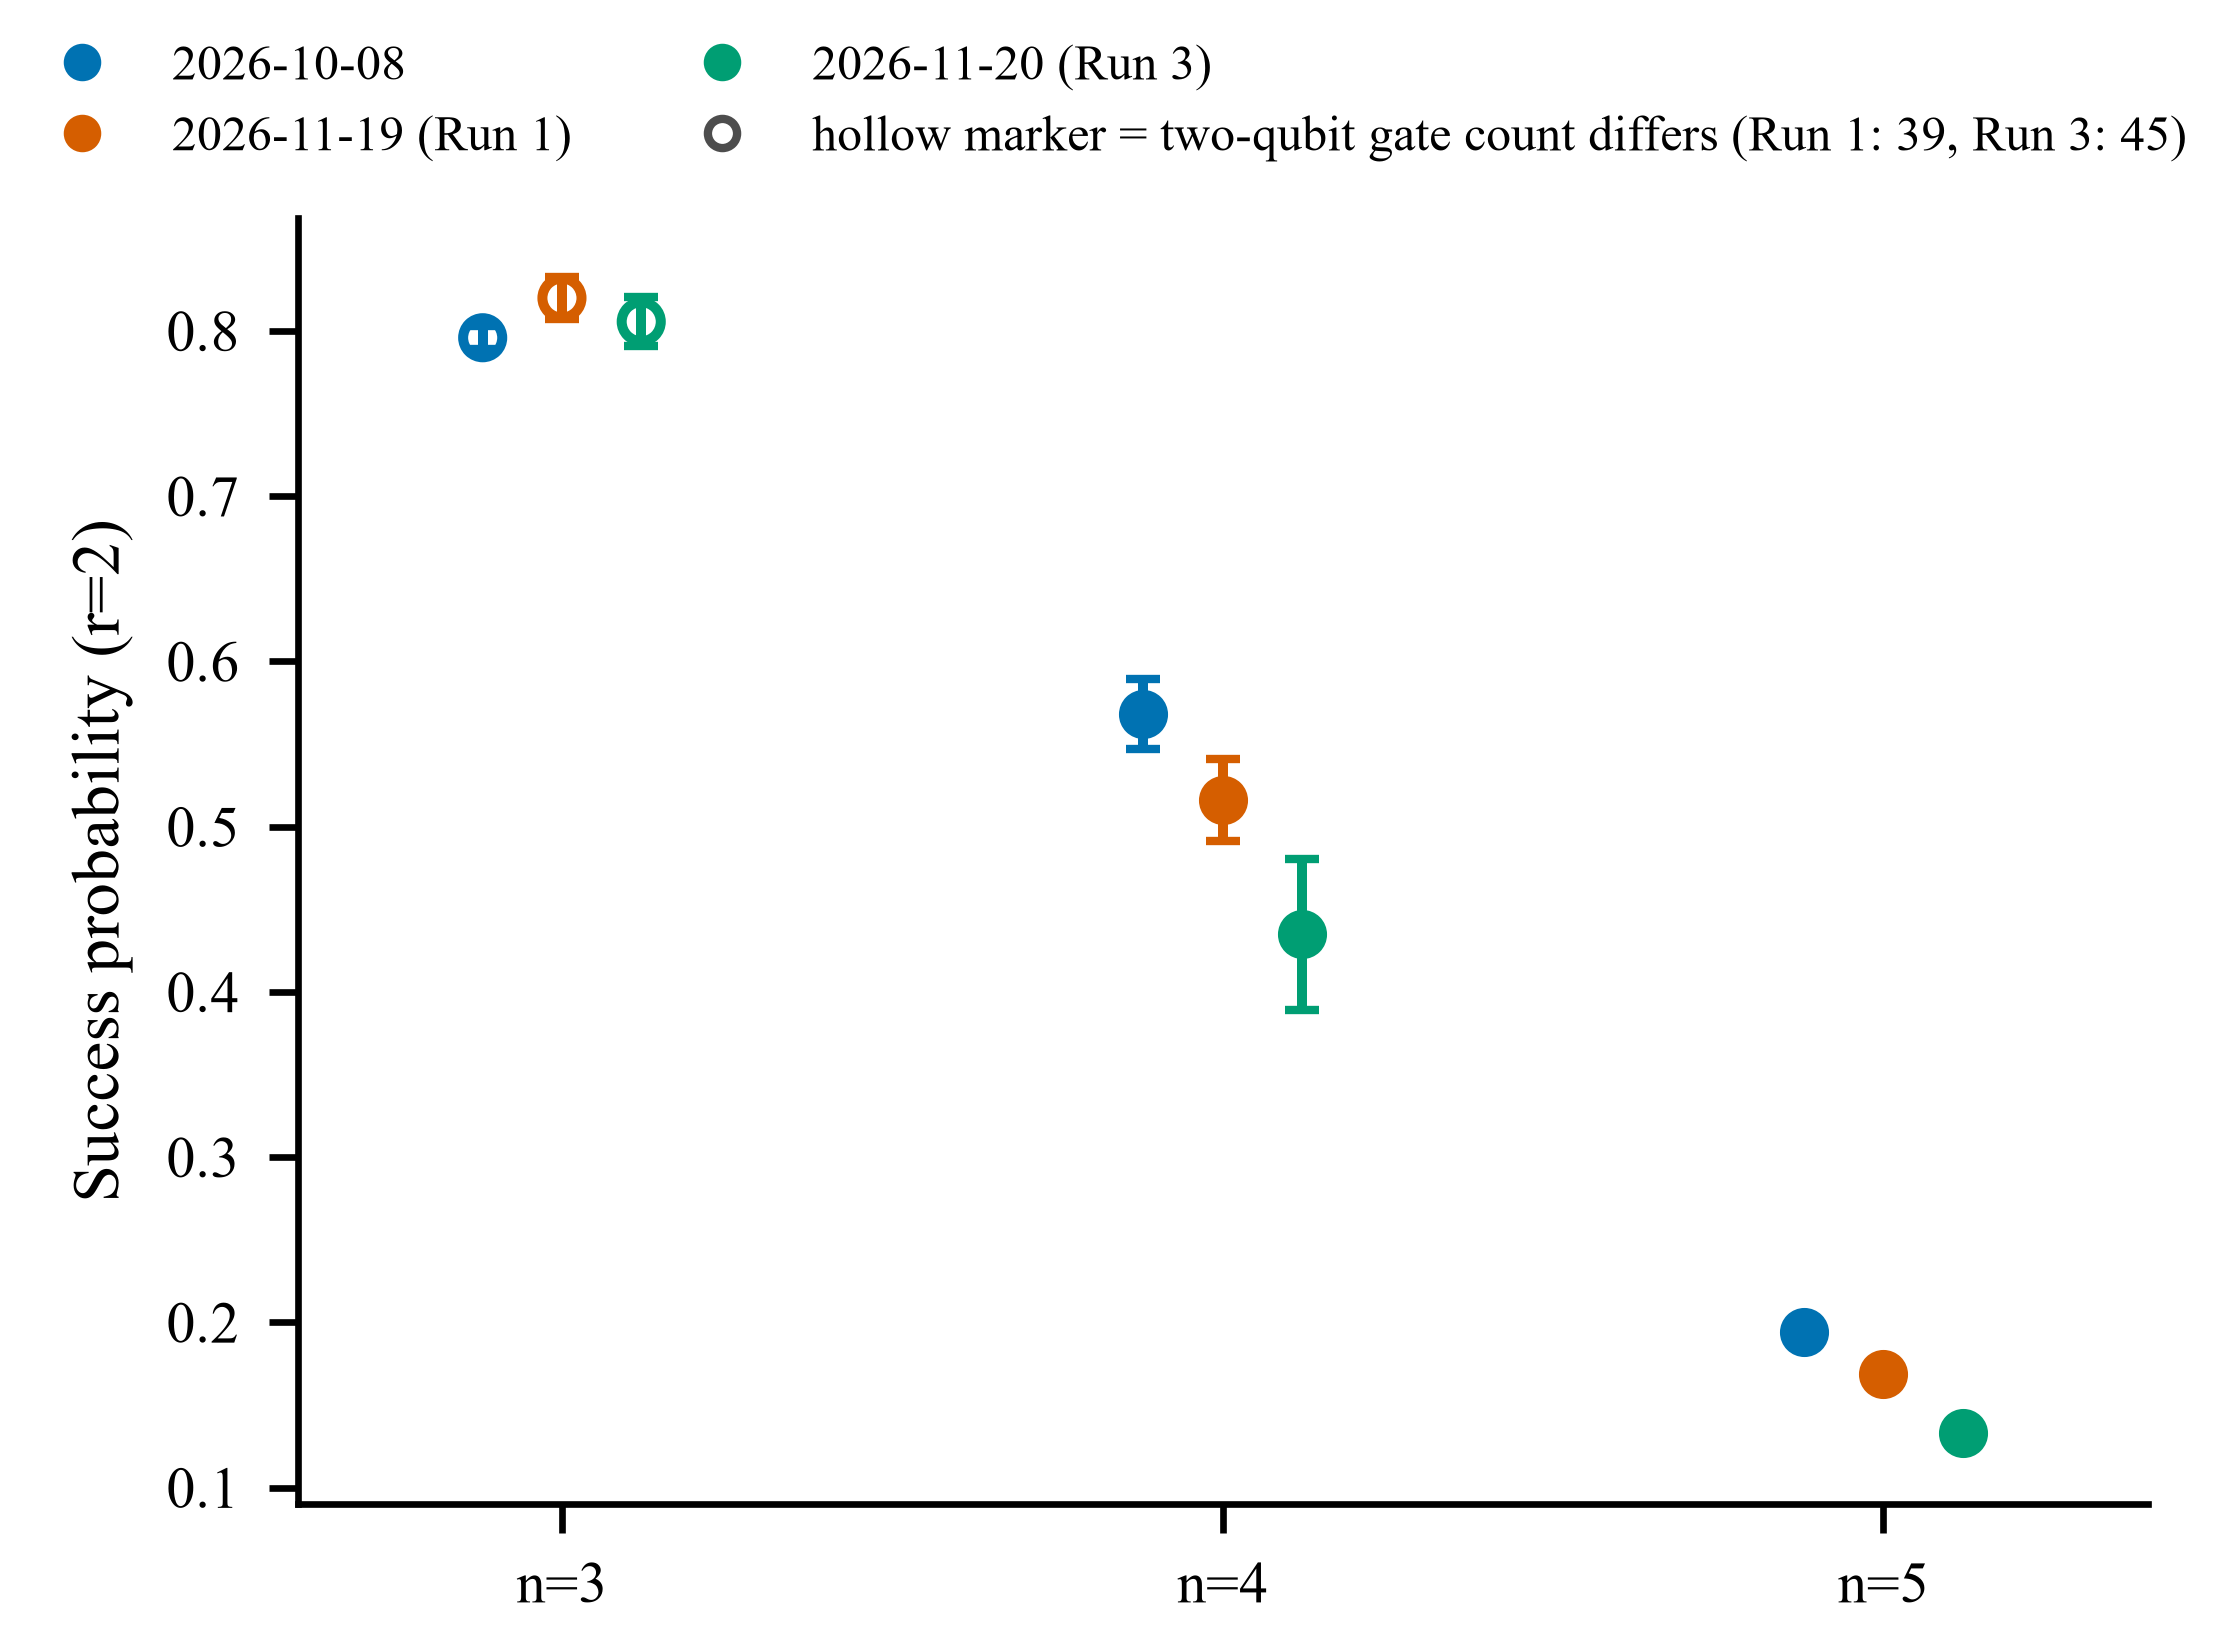 2026-10-08
2026-11-19 (Run 1)
2026-11-20 (Run 3)
hollow marker = two-qubit gate count differs (Run 1: 39, Run 3: 45)
Success probability (r=2)
0.8
0.7
0.6
0.5
0.4
0.3
0.2
0.1
n=3
n=4
n=5